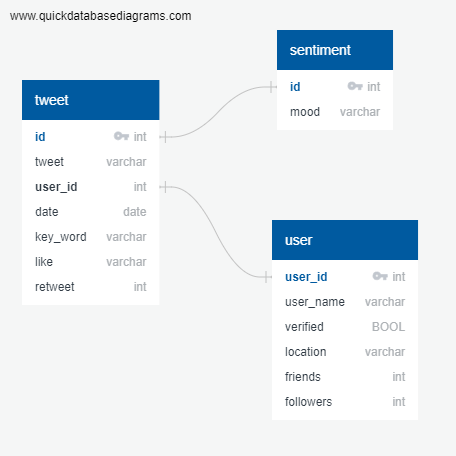 www.quickdatabasediagrams.com
sentiment
id int
mood varchar
tweet
id int
tweet varchar
user_id int
date date
key_word varchar
like varchar
retweet int
user
user_id int
user_name varchar
verified BOOL
location varchar
friends int
followers int